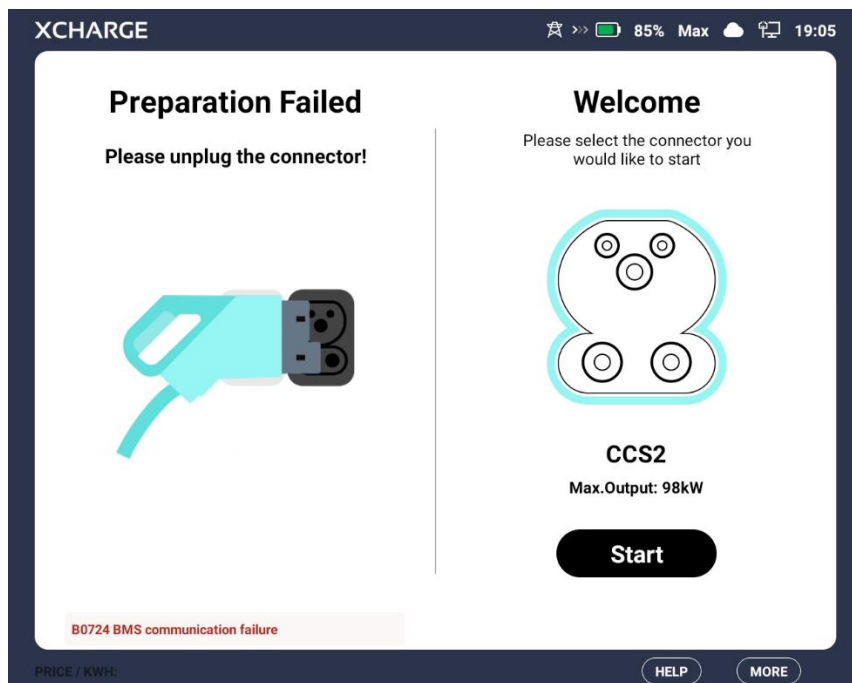 XCHARGE
85% Max 19:05
Preparation Failed
Please unplug the connector!
B0724 BMS communication failure
Welcome
Please select the connector you
would like to start
CCS2
Max.Output: 98kW
Start
PRICE / KWH:
HELP
MORE